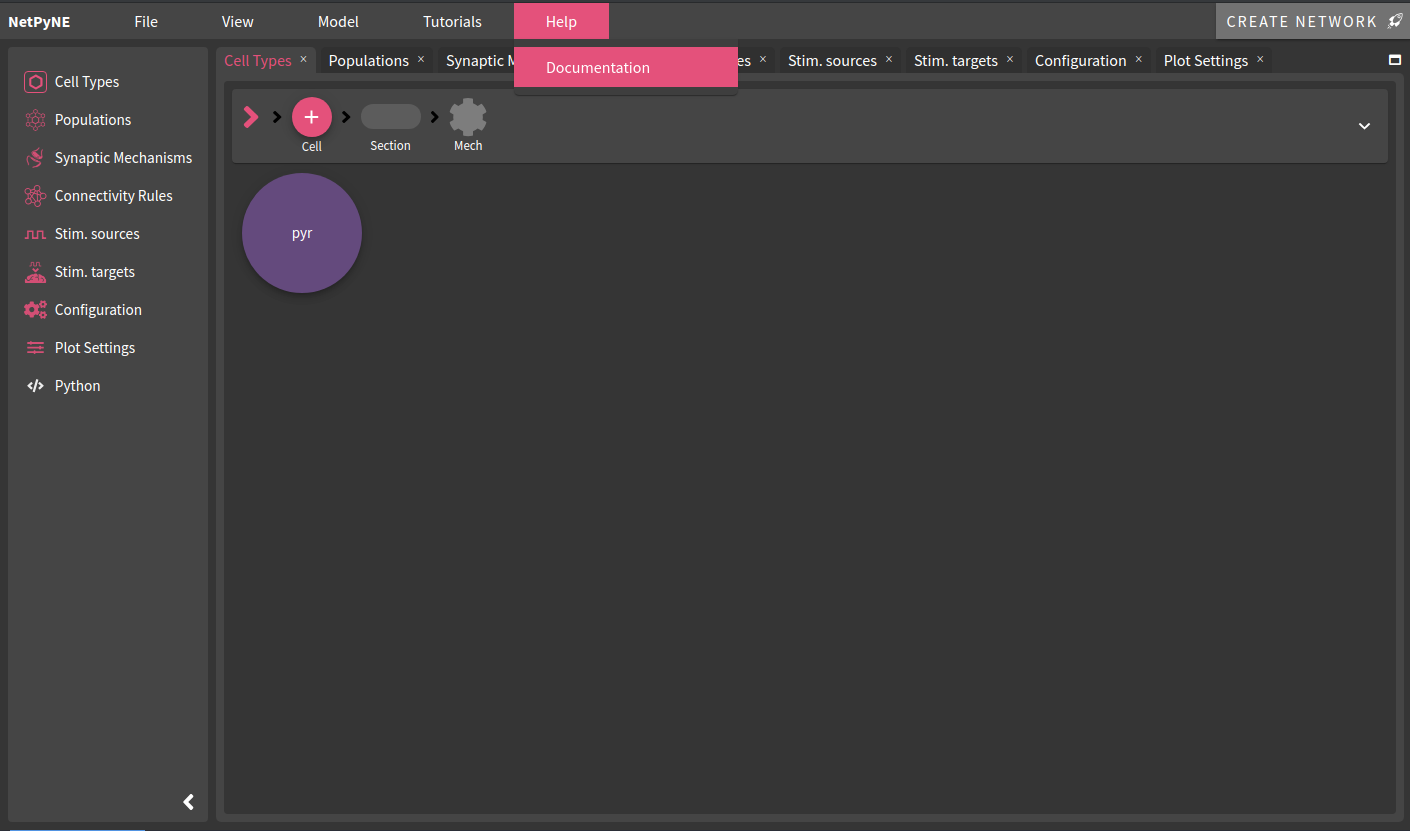 NetPyNE File View Model Tutorials Help CREATE NETWORK
Documentation
Cell Types × Populations × Synaptic M es × Stim. sources × Stim. targets × Configuration × Plot Settings ×
Cell Types
Populations
Synaptic Mechanisms
Connectivity Rules
Stim. sources
Stim. targets
Configuration
Plot Settings
Python
Cell Section Mech
pyr